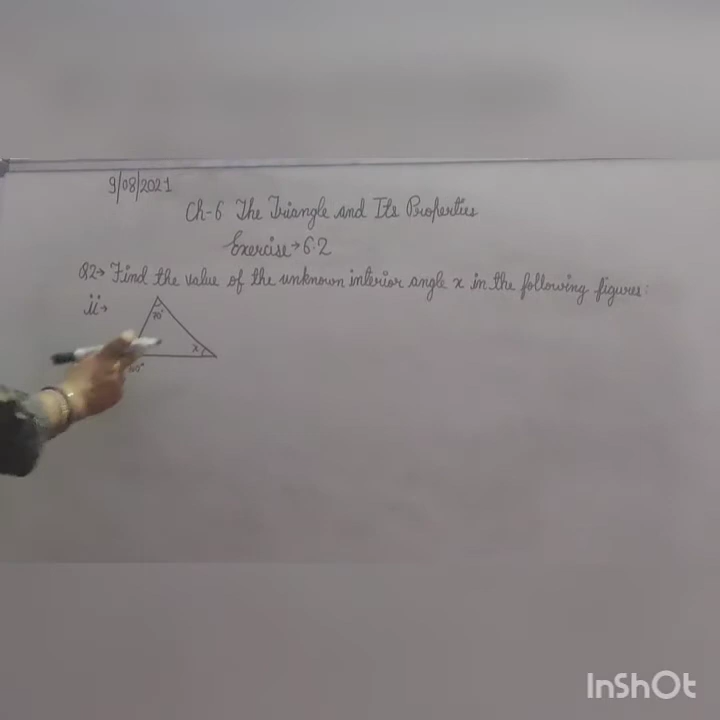 9/08/2021
Ch-6 The Triangle and Its Properties
Exercise→6.2
Q2→ Find the value of the unknown interior angle x in the following figures:
ii→
70°
x
InShOt